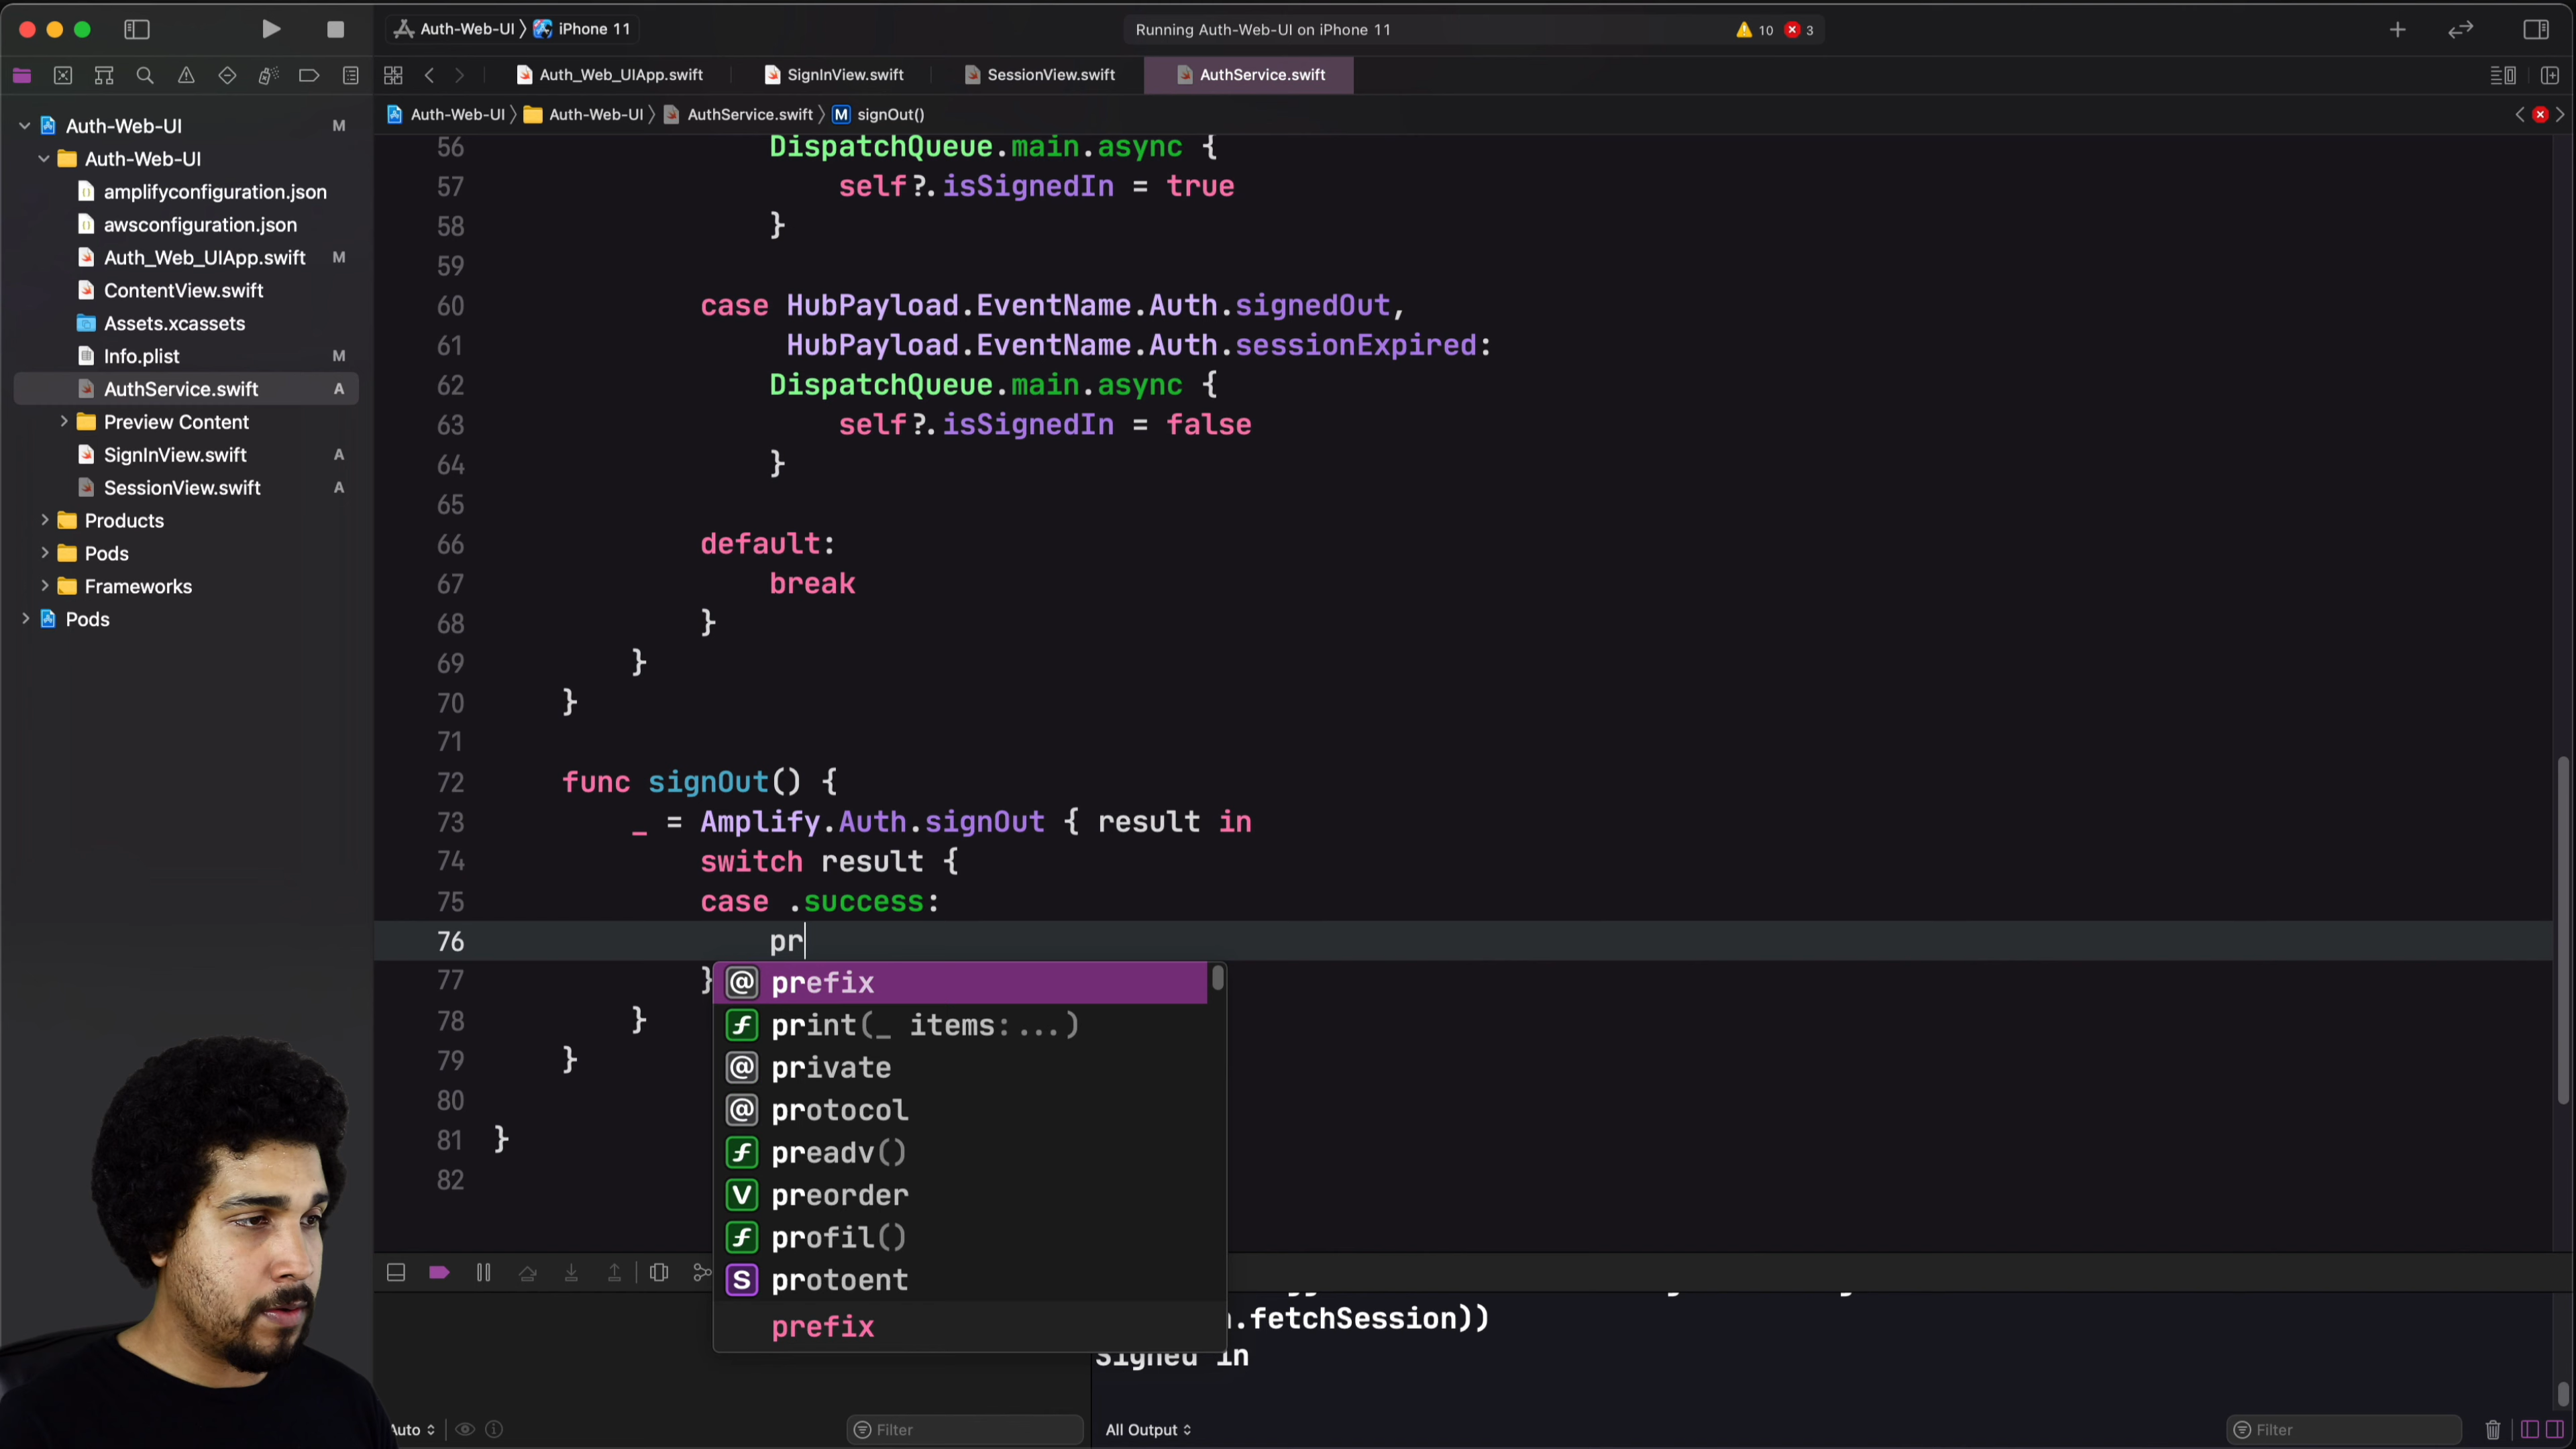 Auth-Web-UI 〉 iPhone 11
Running Auth-Web-UI on iPhone 11
10
3
Auth_Web_UIApp.swift
SignInView.swift
SessionView.swift
AuthService.swift
Auth-Web-UI 〉 Auth-Web-UI 〉 AuthService.swift 〉 M signOut()
Auth-Web-UI M
Auth-Web-UI
amplifyconfiguration.json
awsconfiguration.json
Auth_Web_UIApp.swift M
ContentView.swift
Assets.xcassets
Info.plist M
AuthService.swift A
Preview Content
SignInView.swift A
SessionView.swift A
Products
Pods
Frameworks
Pods
56 DispatchQueue.main.async {
57 self?.isSignedIn = true
58 }
59
60 case HubPayload.EventName.Auth.signedOut,
61 HubPayload.EventName.Auth.sessionExpired:
62 DispatchQueue.main.async {
63 self?.isSignedIn = false
64 }
65
66 default:
67 break
68 }
69 }
70 }
71
72 func signOut() {
73 _ = Amplify.Auth.signOut { result in
74 switch result {
75 case .success:
76 pr
77 }
78 }
79 }
80
81 }
82
@ prefix
f print(_ items: ...)
@ private
@ protocol
f preadv()
V preorder
f profil()
S protoent
prefix
.fetchSession))
Signed in
Auto
Filter
All Output
Filter